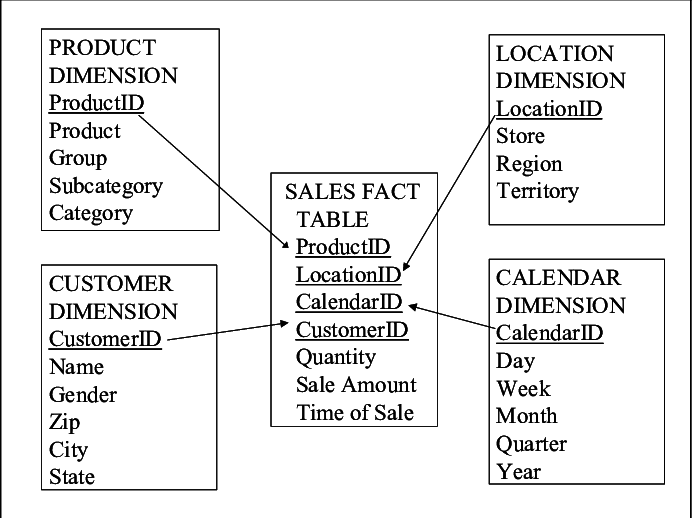 PRODUCT
DIMENSION
ProductID
Product
Group
Subcategory
Category
LOCATION
DIMENSION
LocationID
Store
Region
Territory
SALES FACT
TABLE
ProductID
LocationID
CalendarID
CustomerID
Quantity
Sale Amount
Time of Sale
CUSTOMER
DIMENSION
CustomerID
Name
Gender
Zip
City
State
CALENDAR
DIMENSION
CalendarID
Day
Week
Month
Quarter
Year